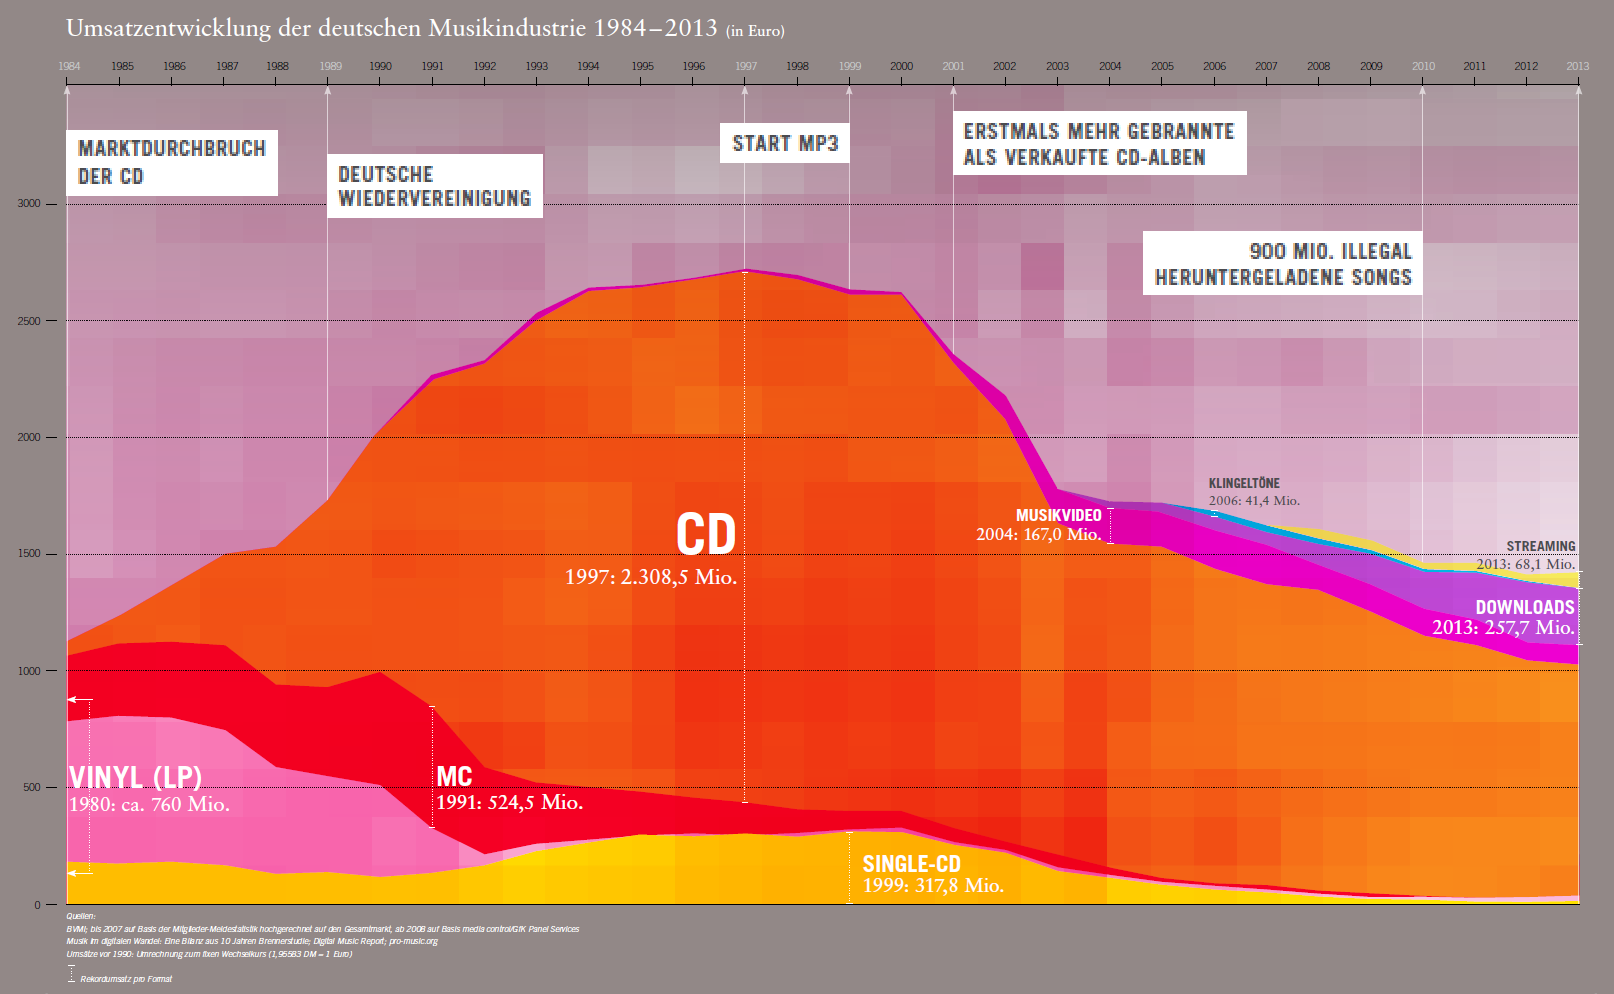 Umsatzentwicklung der deutschen Musikindustrie 1984–2013 (in Euro)
1984 1985 1986 1987 1988 1989 1990 1991 1992 1993 1994 1995 1996 1997 1998 1999 2000 2001 2002 2003 2004 2005 2006 2007 2008 2009 2010 2011 2012 2013
MARKTDURCHBRUCH
DER CD
DEUTSCHE
WIEDERVEREINIGUNG
START MP3
ERSTMALS MEHR GEBRANNTE
ALS VERKAUFTE CD-ALBEN
900 MIO. ILLEGAL
HERUNTERGELADENE SONGS
3000
2500
2000
1500
1000
500
0
CD
1997: 2.308,5 Mio.
MUSIKVIDEO
2004: 167,0 Mio.
KLINGELTÖNE
2006: 41,4 Mio.
STREAMING
2013: 68,1 Mio.
DOWNLOADS
2013: 257,7 Mio.
VINYL (LP)
1980: ca. 760 Mio.
MC
1991: 524,5 Mio.
SINGLE-CD
1999: 317,8 Mio.
Quellen:
BVMI; bis 2007 auf Basis der Mitglieder-Meldestatistik hochgerechnet auf den Gesamtmarkt, ab 2008 auf Basis media control/GfK Panel Services
Musik im digitalen Wandel: Eine Bilanz aus 10 Jahren Brennerstudie; Digital Music Report; pro-music.org
Umsätze vor 1990: Umrechnung zum fixen Wechselkurs (1,95583 DM = 1 Euro)
Rekordumsatz pro Format